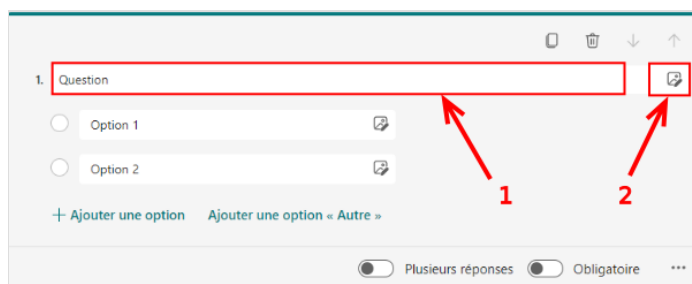 1. Question
Option 1
Option 2
+ Ajouter une option Ajouter une option « Autre »
1 2
Plusieurs réponses Obligatoire ...